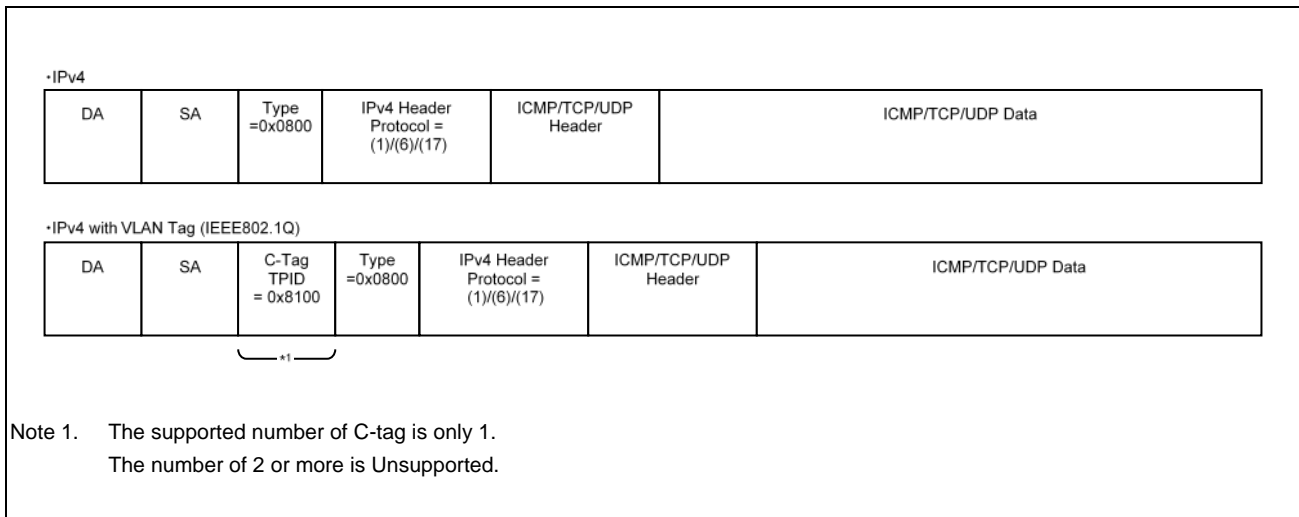 ・IPv4
DA
SA
Type
=0x0800
IPv4 Header
Protocol =
(1)/(6)/(17)
ICMP/TCP/UDP
Header
ICMP/TCP/UDP Data
・IPv4 with VLAN Tag (IEEE802.1Q)
DA
SA
C-Tag
TPID
= 0x8100
Type
=0x0800
IPv4 Header
Protocol =
(1)/(6)/(17)
ICMP/TCP/UDP
Header
ICMP/TCP/UDP Data
*1
Note 1. The supported number of C-tag is only 1.
The number of 2 or more is Unsupported.